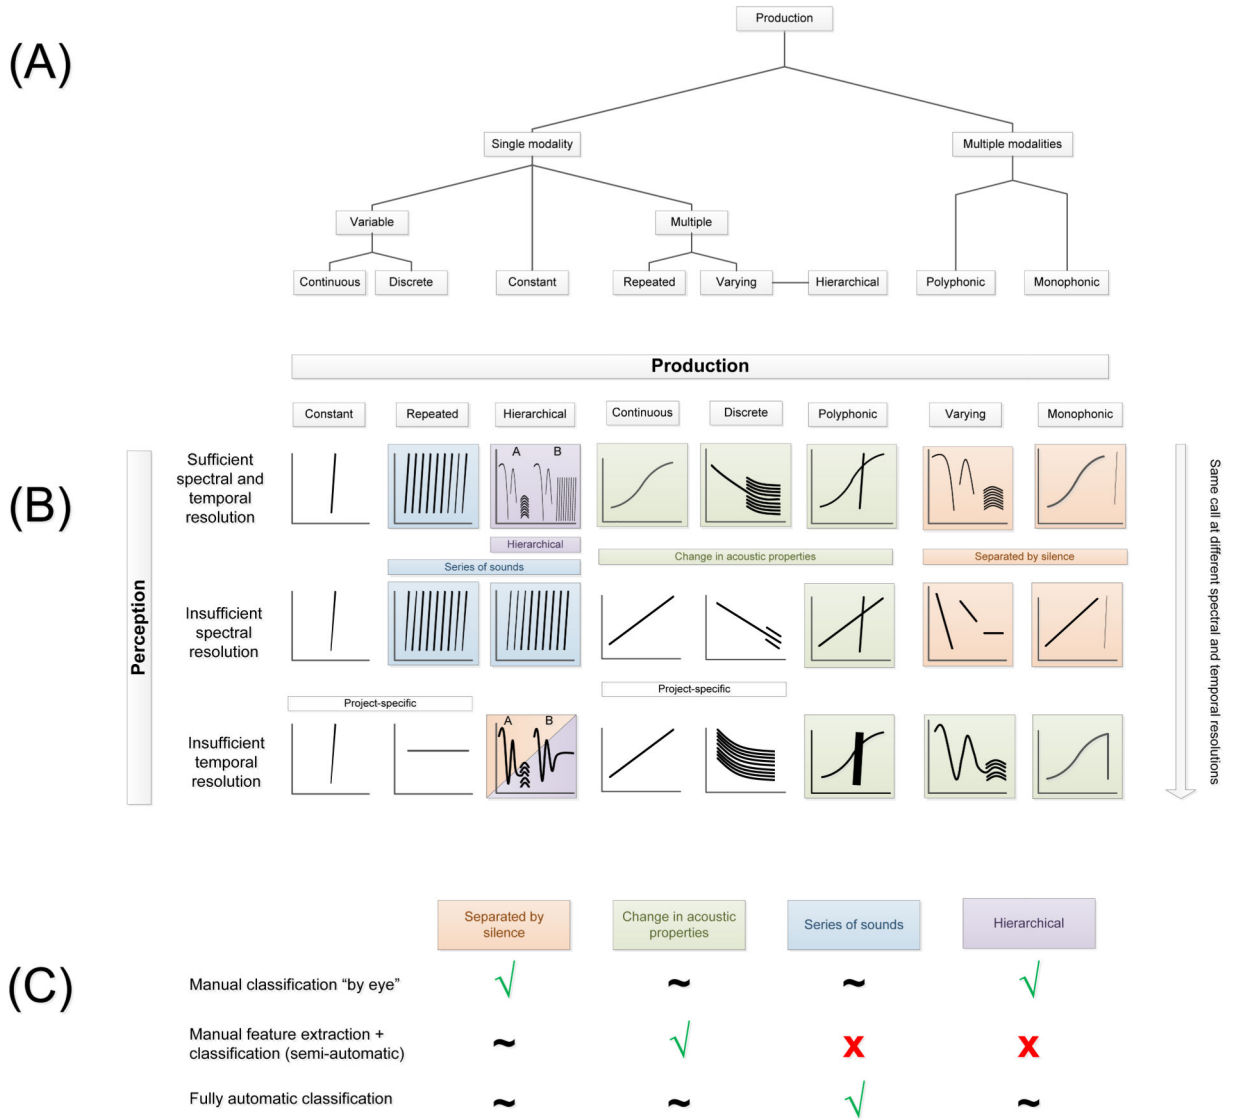 (A)
Production
Single modality
Multiple modalities
Variable
Multiple
Continuous
Discrete
Constant
Repeated
Varying
Hierarchical
Polyphonic
Monophonic
(B)
Production
Constant
Repeated
Hierarchical
Continuous
Discrete
Polyphonic
Varying
Monophonic
Perception
Sufficient
spectral and
temporal
resolution
A B
Hierarchical
Series of sounds
Change in acoustic properties
Separated by silence
Insufficient
spectral
resolution
Project-specific
Project-specific
Insufficient
temporal
resolution
A B
Same call at different spectral and temporal resolutions
(C)
Separated by
silence
Change in acoustic
properties
Series of sounds
Hierarchical
Manual classification “by eye”
√ ~ ~ √
Manual feature extraction +
classification (semi-automatic)
~ √ x x
Fully automatic classification
~ ~ √ ~